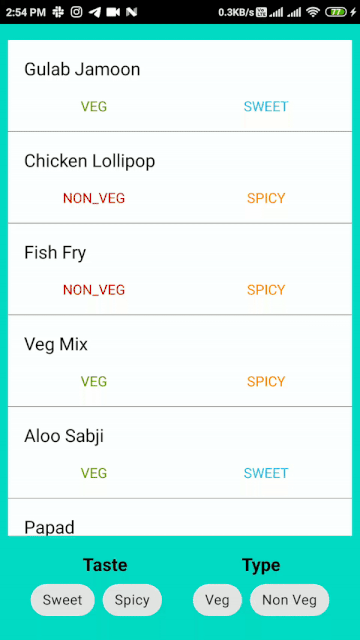 2:54 PM 0.3KB/s 77
Gulab Jamoon
VEG SWEET
Chicken Lollipop
NON_VEG SPICY
Fish Fry
NON_VEG SPICY
Veg Mix
VEG SPICY
Aloo Sabji
VEG SWEET
Papad
Taste Type
Sweet Spicy Veg Non Veg